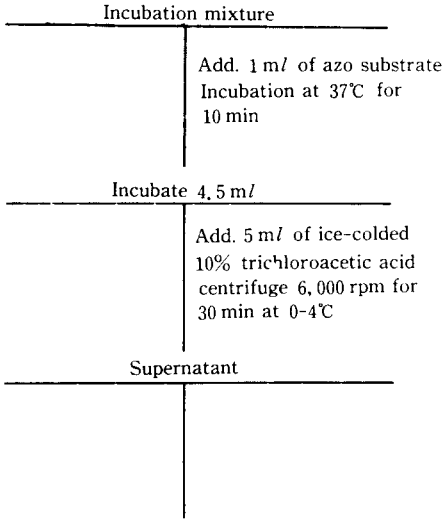 Incubation mixture
Add. 1 ml of azo substrate
Incubation at 37℃ for
10 min
Incubate 4.5 ml
Add. 5 ml of ice-colded
10% trichloroacetic acid
centrifuge 6,000 rpm for
30 min at 0-4℃
Supernatant